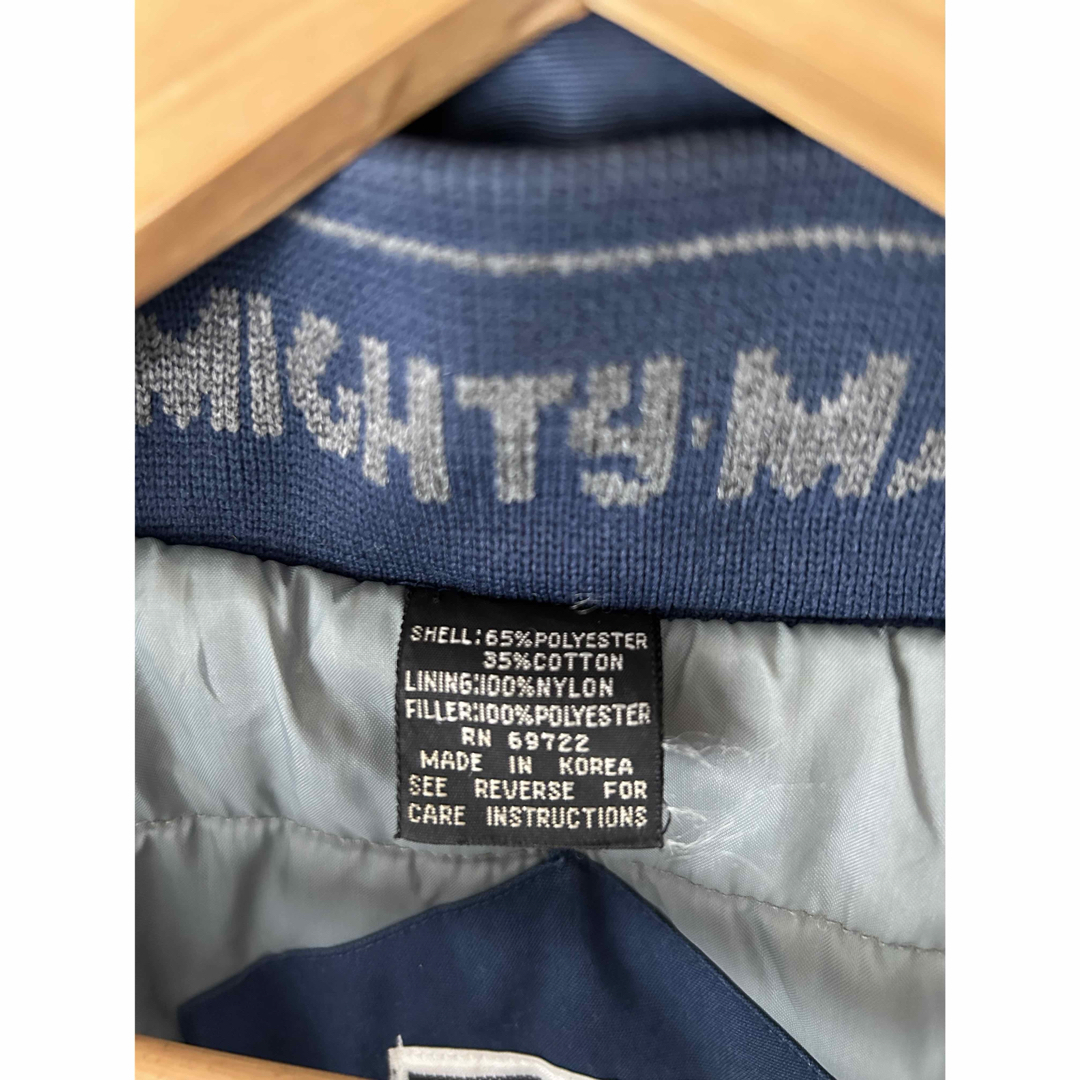 MIGHTY·M
SHELL:65%POLYESTER
35%COTTON
LINING:100%NYLON
FILLER:100%POLYESTER
RN 69722
MADE IN KOREA
SEE REVERSE FOR
CARE INSTRUCTIONS